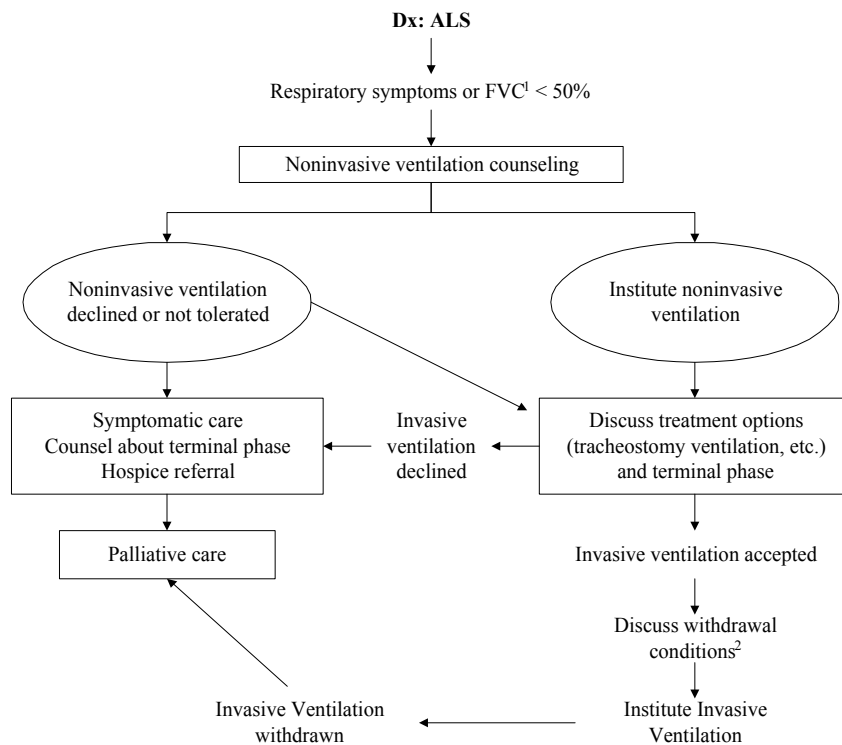 Dx: ALS
Respiratory symptoms or FVC¹ < 50%
Noninvasive ventilation counseling
Noninvasive ventilation
declined or not tolerated
Institute noninvasive
ventilation
Symptomatic care
Counsel about terminal phase
Hospice referral
Invasive
ventilation
declined
Discuss treatment options
(tracheostomy ventilation, etc.)
and terminal phase
Palliative care
Invasive ventilation accepted
Discuss withdrawal
conditions²
Invasive Ventilation
withdrawn
Institute Invasive
Ventilation